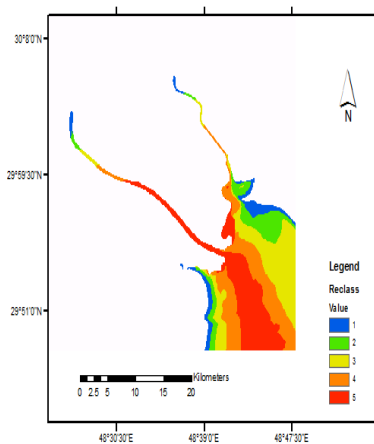 30°8'0"N
29°59'30"N
29°51'0"N
N
Legend
Reclass
Value
1
2
3
4
5
Kilometers
0 2.5 5 10 15 20
48°30'30"E
48°39'0"E
48°47'30"E